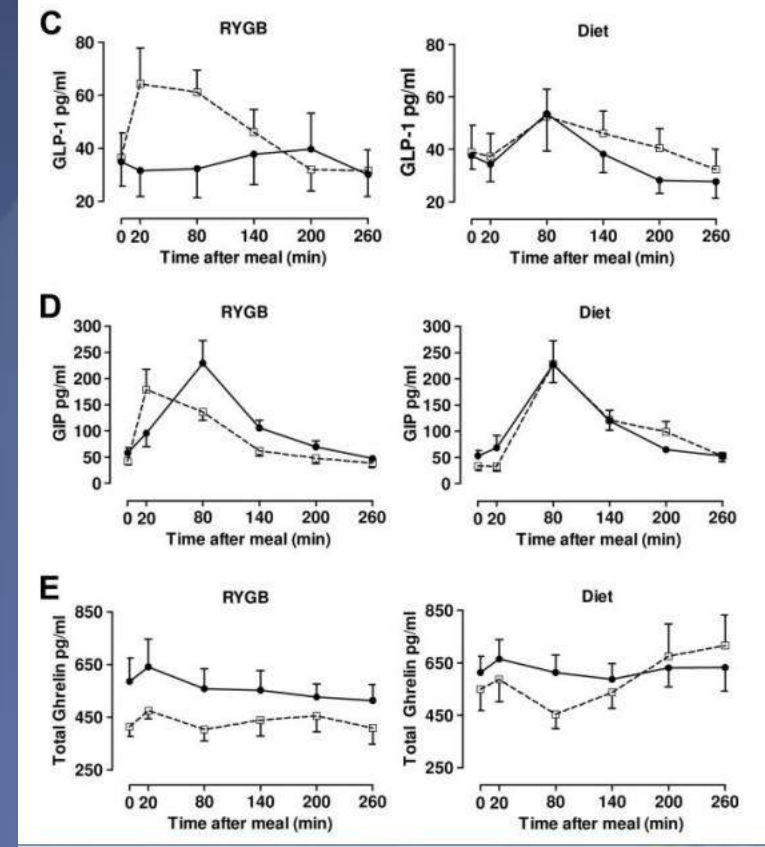 C
RYGB
Diet
GLP-1 pg/ml
80
60
40
20
0 20 80 140 200 260
Time after meal (min)
GLP-1 pg/ml
80
60
40
20
0 20 80 140 200 260
Time after meal (min)
D
RYGB
Diet
GIP pg/ml
300
250
200
150
100
50
0
0 20 80 140 200 260
Time after meal (min)
GIP pg/ml
300
250
200
150
100
50
0
0 20 80 140 200 260
Time after meal (min)
E
RYGB
Diet
Total Ghrelin pg/ml
850
650
450
250
0 20 80 140 200 260
Time after meal (min)
Total Ghrelin pg/ml
850
650
450
250
0 20 80 140 200 260
Time after meal (min)